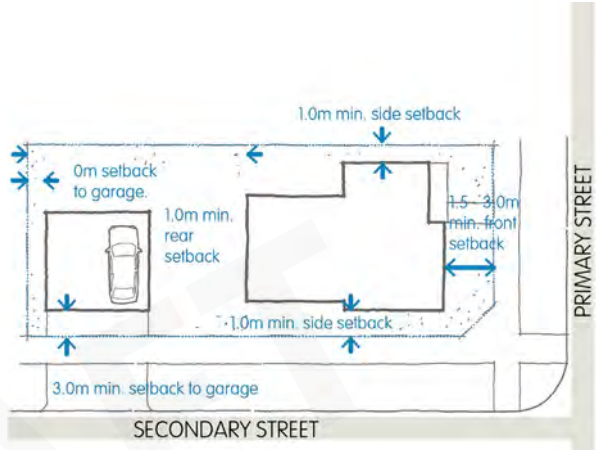 1.0m min. side setback
0m setback
to garage.
1.0m min.
rear
setback
1.5 - 3.0m
min. front
setback
PRIMARY STREET
1.0m min. side setback
3.0m min. setback to garage
SECONDARY STREET